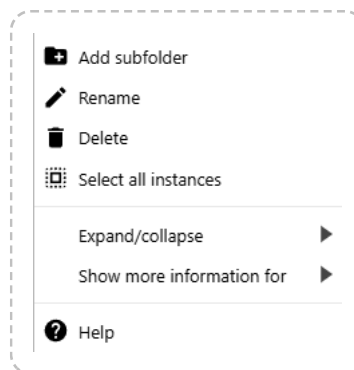 Add subfolder
Rename
Delete
Select all instances
Expand/collapse
Show more information for
Help